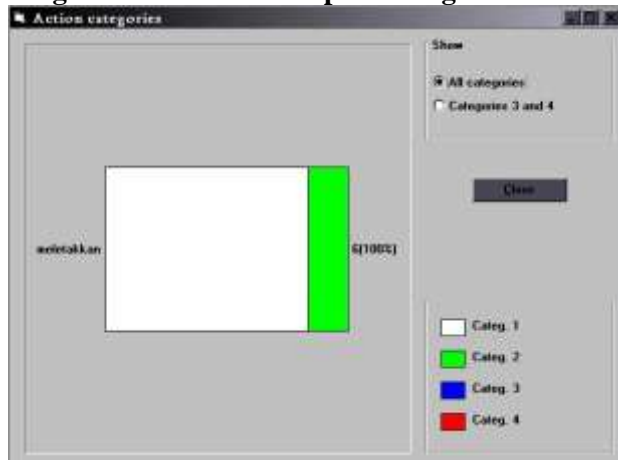 Action categories
Show
All categories
Categories 3 and 4
Close
meletakkan
6(100%)
Categ. 1
Categ. 2
Categ. 3
Categ. 4